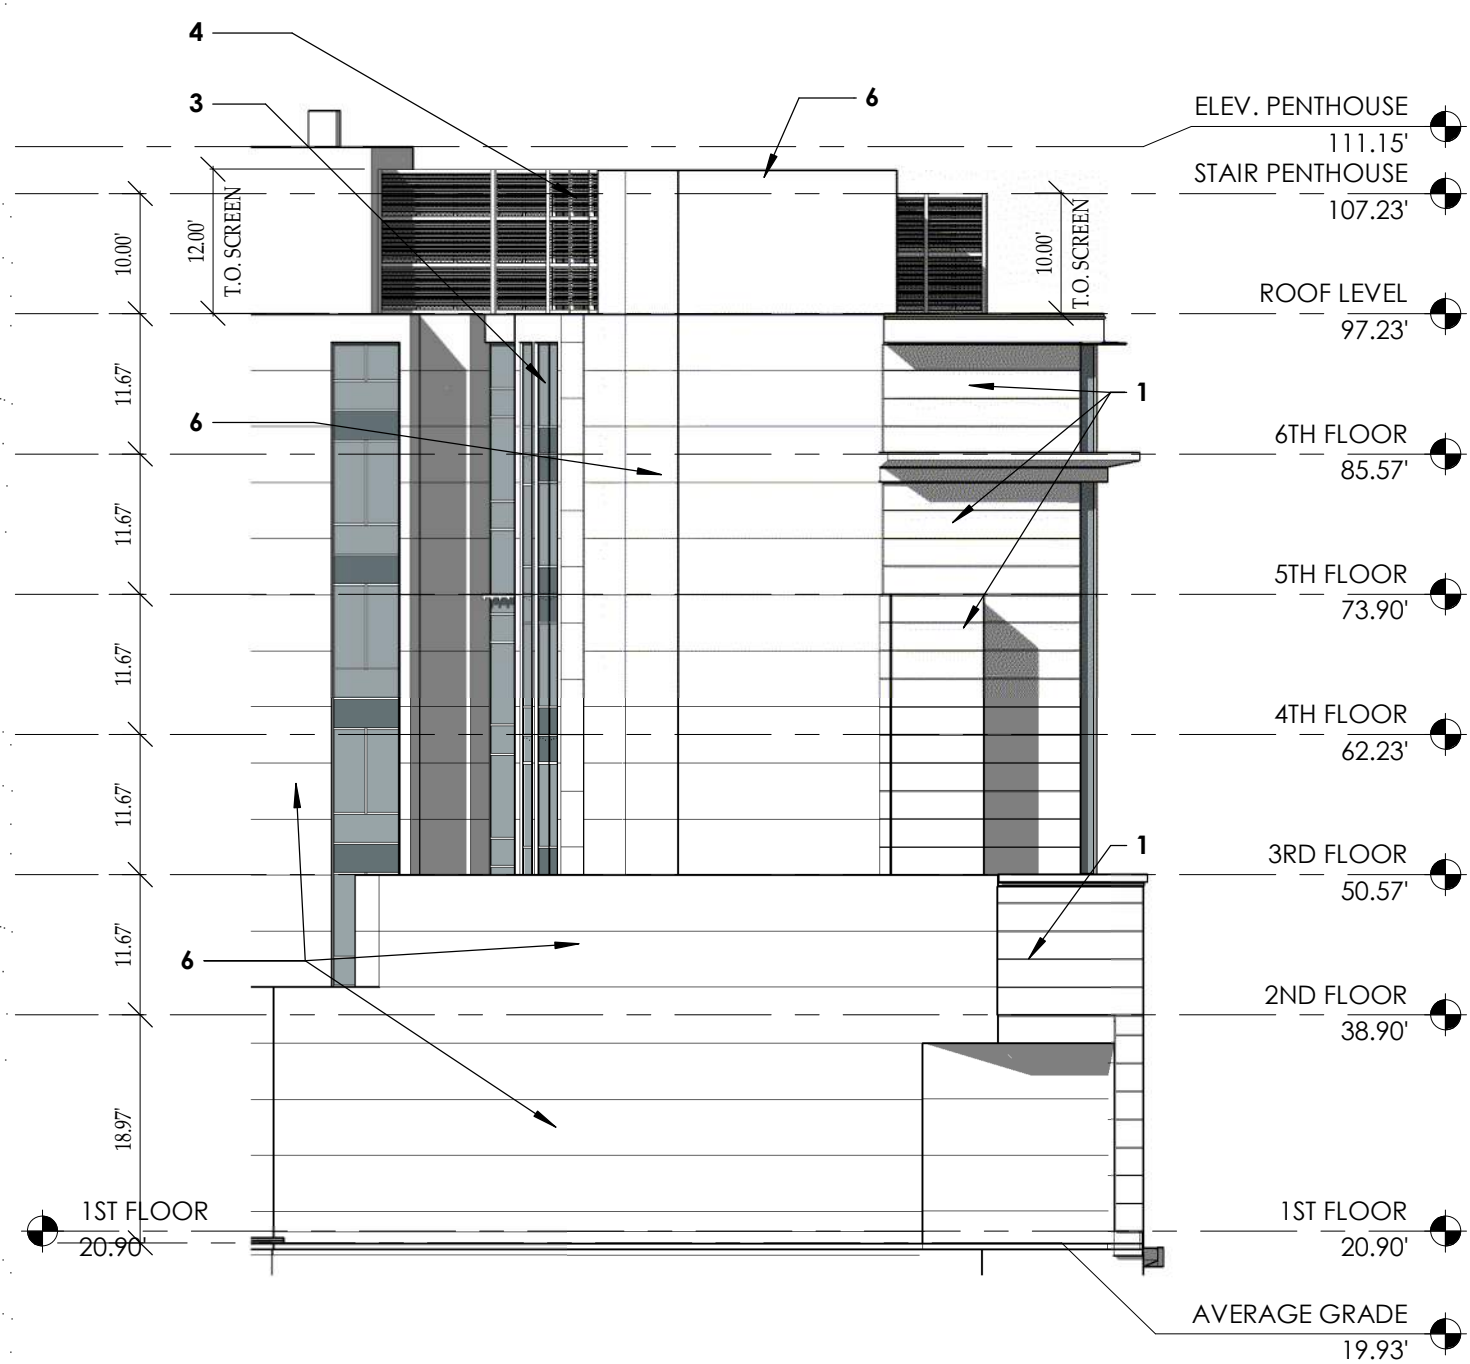 4
3
6
ELEV. PENTHOUSE
111.15'
STAIR PENTHOUSE
107.23'
10.00'
12.00'
T.O. SCREEN
10.00'
T.O. SCREEN
ROOF LEVEL
97.23'
11.67'
1
6
6TH FLOOR
85.57'
11.67'
5TH FLOOR
73.90'
11.67'
4TH FLOOR
62.23'
11.67'
1
3RD FLOOR
50.57'
11.67'
6
2ND FLOOR
38.90'
18.97'
1ST FLOOR
20.90'
1ST FLOOR
20.90'
AVERAGE GRADE
19.93'